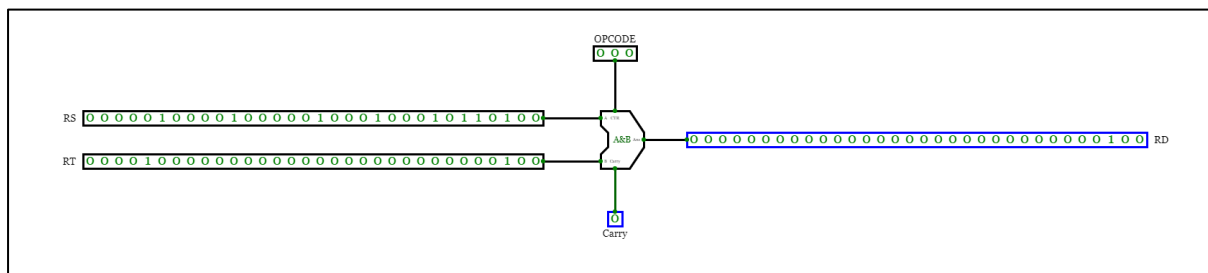 OPCODE
0 0 0
RS 0 0 0 0 0 1 0 0 0 0 1 0 0 0 0 0 1 0 0 0 1 0 0 0 1 0 1 1 0 1 0 0
A&B
0 0 0 0 0 0 0 0 0 0 0 0 0 0 0 0 0 0 0 0 0 0 0 0 0 0 0 0 0 1 0 0 RD
RT 0 0 0 0 1 0 0 0 0 0 0 0 0 0 0 0 0 0 0 0 0 0 0 0 0 0 0 0 0 1 0 0
B Carry
0
Carry